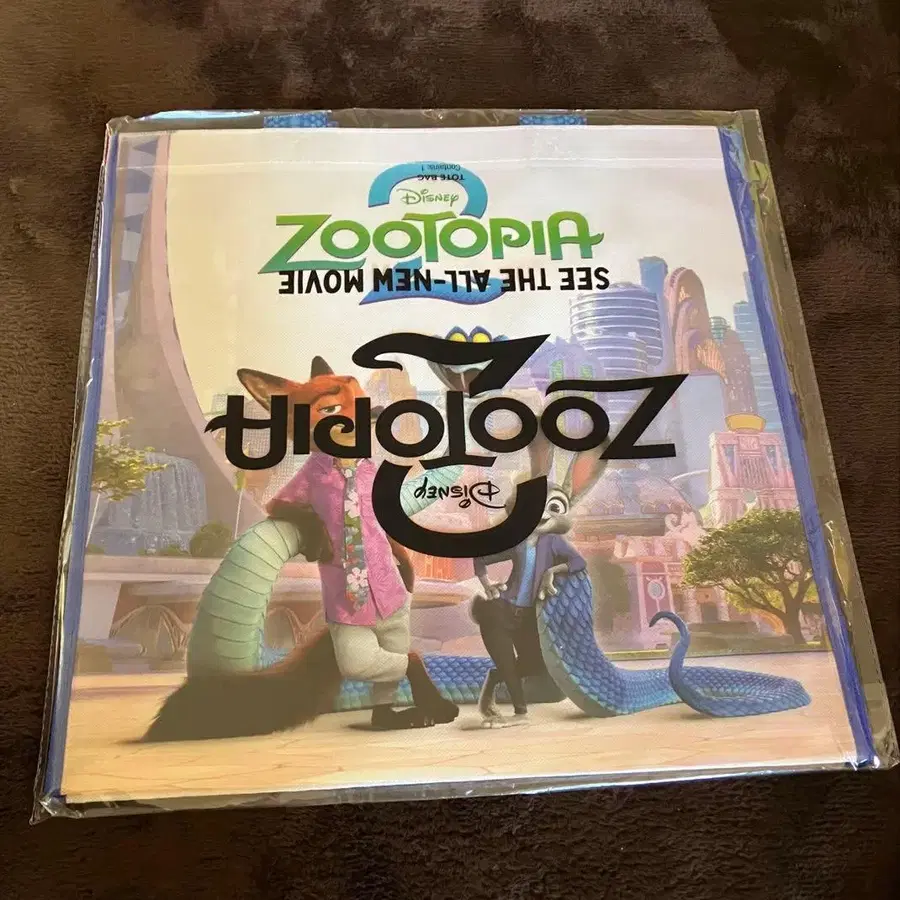 Disney
ZOOTOPIA
2
SEE THE ALL-NEW MOVIE
TOTE BAG
Contains: 1
Disney
ZOOTOPIA
2